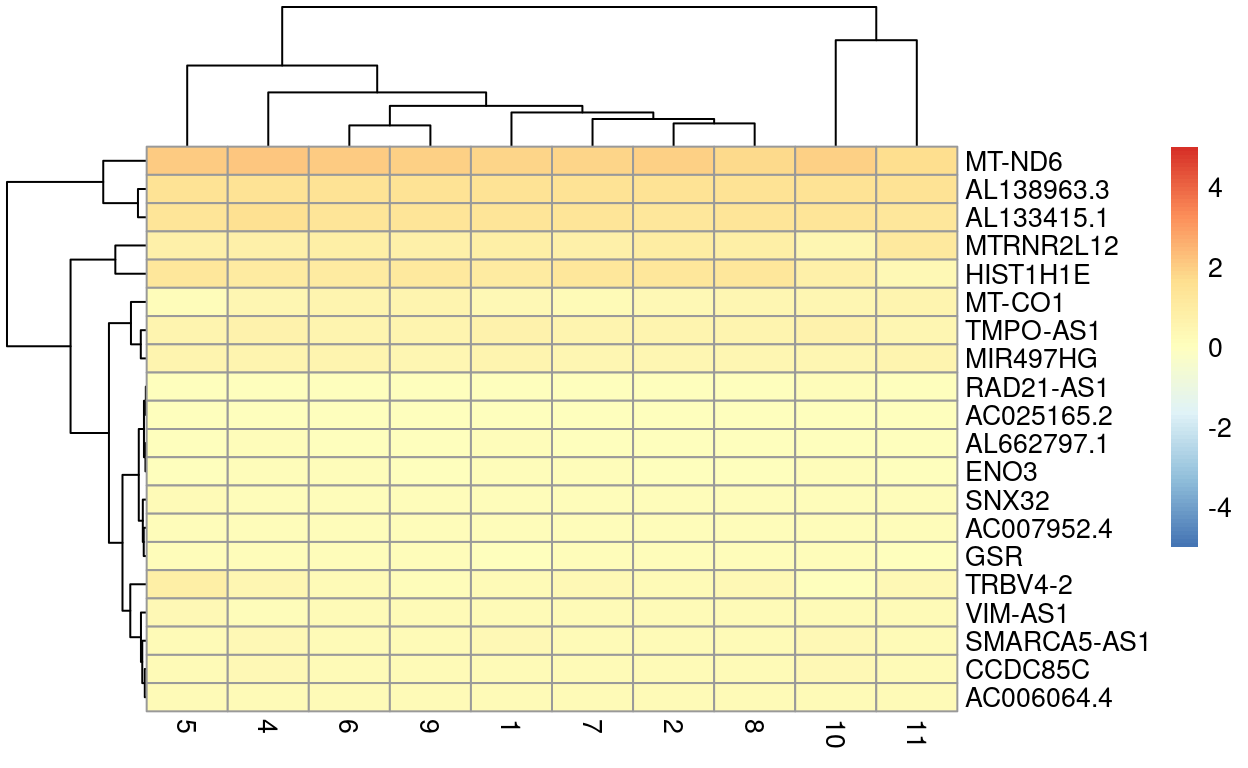 MT-ND6
AL138963.3
AL133415.1
MTRNR2L12
HIST1H1E
MT-CO1
TMPO-AS1
MIR497HG
RAD21-AS1
AC025165.2
AL662797.1
ENO3
SNX32
AC007952.4
GSR
TRBV4-2
VIM-AS1
SMARCA5-AS1
CCDC85C
AC006064.4
5 4 6 9 1 7 2 8 10 11
4
2
0
-2
-4